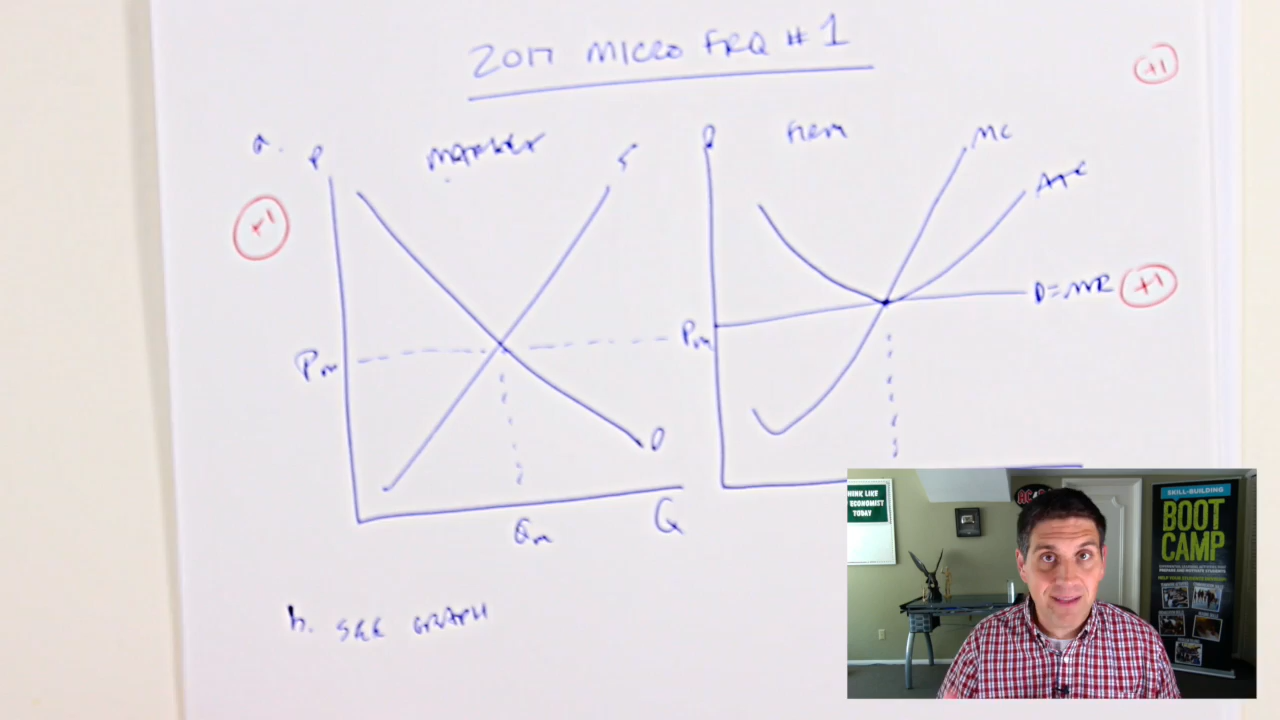 2017 MICRO FRQ #1
+1
a.
P
MARKET
S
+1
Pm
D
Qm
Q
P
FIRM
MC
ATC
Pm
D=MR
+1
b. SEE GRAPH
THINK LIKE
ECONOMIST
TODAY
SKILL-BUILDING
BOOT
CAMP